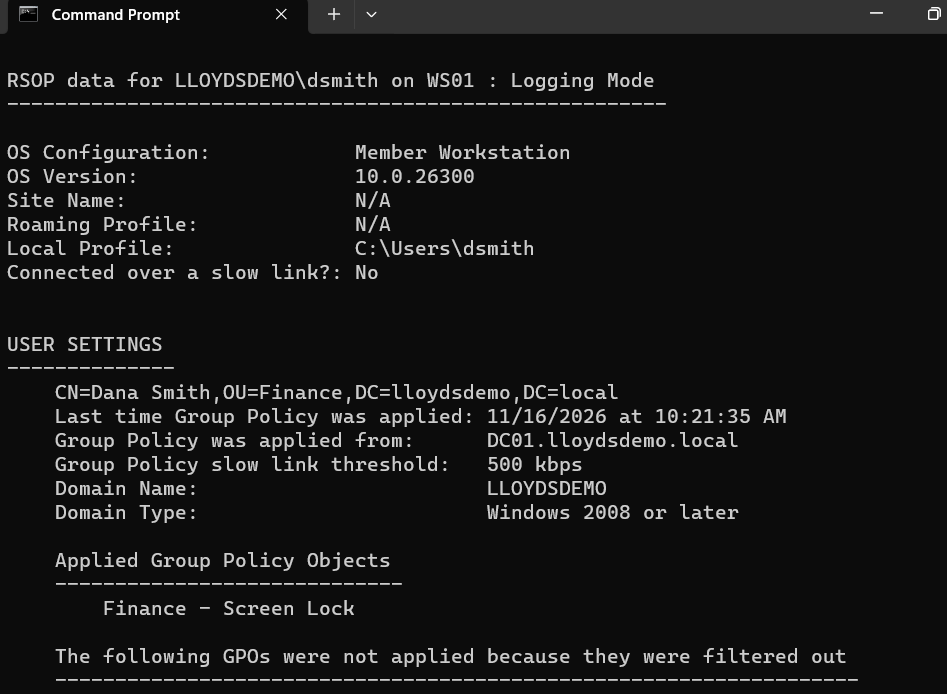 Command Prompt
RSOP data for LLOYDSDEMO\dsmith on WS01 : Logging Mode
-------------------------------------------------------
OS Configuration:            Member Workstation
OS Version:                  10.0.26300
Site Name:                   N/A
Roaming Profile:             N/A
Local Profile:               C:\Users\dsmith
Connected over a slow link?: No
USER SETTINGS
--------------
    CN=Dana Smith,OU=Finance,DC=lloydsdemo,DC=local
    Last time Group Policy was applied: 11/16/2026 at 10:21:35 AM
    Group Policy was applied from:      DC01.lloydsdemo.local
    Group Policy slow link threshold:   500 kbps
    Domain Name:                        LLOYDSDEMO
    Domain Type:                        Windows 2008 or later
    Applied Group Policy Objects
    -----------------------------
        Finance - Screen Lock
    The following GPOs were not applied because they were filtered out
    -------------------------------------------------------------------